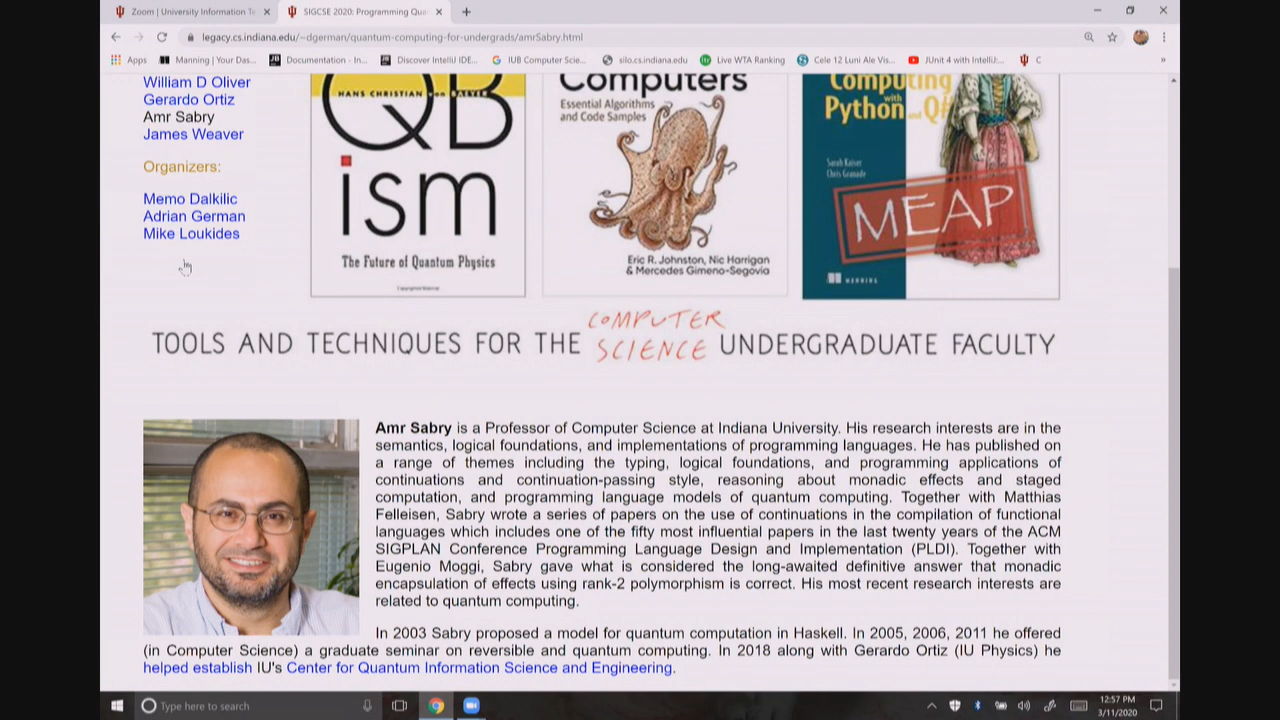 Zoom | University Information Te
SIGCSE 2020: Programming Qua
legacy.cs.indiana.edu/~dgerman/quantum-computing-for-undergrads/amrSabry.html
Apps
Manning | Your Das...
Documentation - In...
Discover IntelliJ IDE...
IUB Computer Scie...
silo.cs.indiana.edu
Live WTA Ranking
Cele 12 Luni Ale Vis...
JUnit 4 with IntelliJ:...
C
»
William D Oliver
Gerardo Ortiz
Amr Sabry
James Weaver
Organizers:
Memo Dalkilic
Adrian German
Mike Loukides
HANS CHRISTIAN von BAEYER
QB
ism
The Future of Quantum Physics
Computers
Essential Algorithms
and Code Samples
Eric R. Johnston, Nic Harrigan
& Mercedes Gimeno-Segovia
Computing
with
Python and Q#
Sarah Kaiser
Chris Granade
MEAP
MANNING
TOOLS AND TECHNIQUES FOR THE COMPUTER SCIENCE UNDERGRADUATE FACULTY
Amr Sabry is a Professor of Computer Science at Indiana University. His research interests are in the
semantics, logical foundations, and implementations of programming languages. He has published on
a range of themes including the typing, logical foundations, and programming applications of
continuations and continuation-passing style, reasoning about monadic effects and staged
computation, and programming language models of quantum computing. Together with Matthias
Felleisen, Sabry wrote a series of papers on the use of continuations in the compilation of functional
languages which includes one of the fifty most influential papers in the last twenty years of the ACM
SIGPLAN Conference Programming Language Design and Implementation (PLDI). Together with
Eugenio Moggi, Sabry gave what is considered the long-awaited definitive answer that monadic
encapsulation of effects using rank-2 polymorphism is correct. His most recent research interests are
related to quantum computing.
In 2003 Sabry proposed a model for quantum computation in Haskell. In 2005, 2006, 2011 he offered
(in Computer Science) a graduate seminar on reversible and quantum computing. In 2018 along with Gerardo Ortiz (IU Physics) he
helped establish IU's Center for Quantum Information Science and Engineering.
Type here to search
12:57 PM
3/11/2020